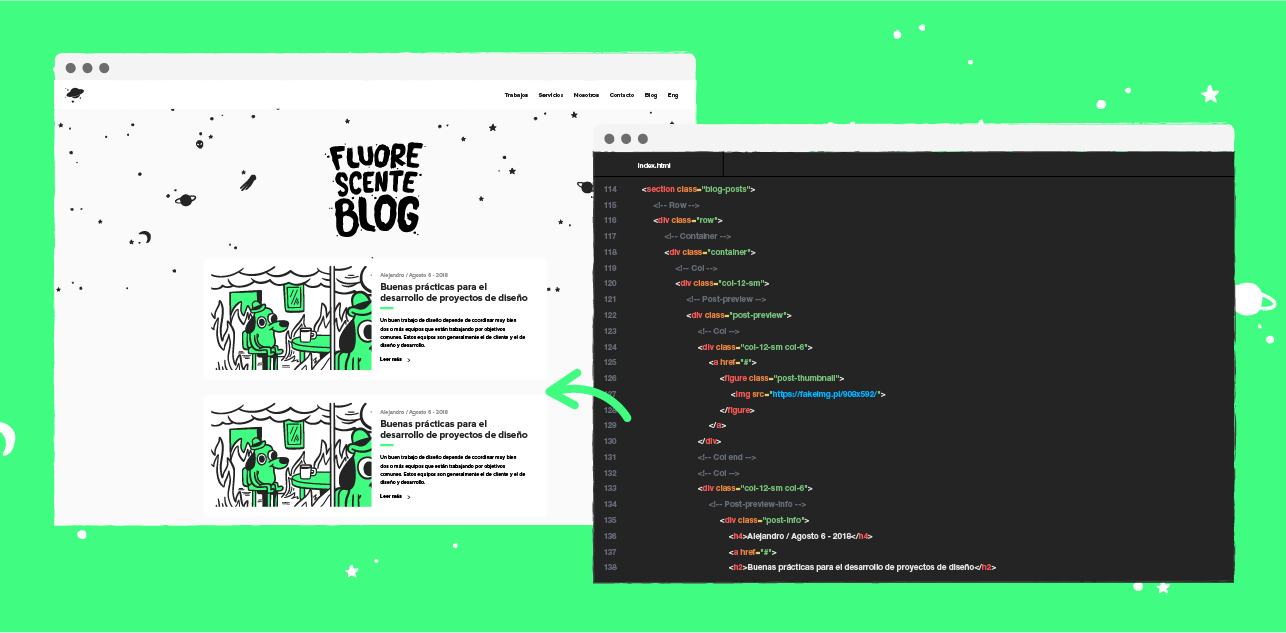 Trabajos Servicios Nosotros Contacto Blog Eng
FLUORE
SCENTE
BLOG
Alejandro / Agosto 6 - 2018
Buenas prácticas para el
desarrollo de proyectos de diseño
Un buen trabajo de diseño depende de coordinar muy bien
dos o más equipos que están trabajando por objetivos
comunes. Estos equipos son generalmente el de cliente y el de
diseño y desarrollo.
Leer más >
Alejandro / Agosto 6 - 2018
Buenas prácticas para el
desarrollo de proyectos de diseño
Un buen trabajo de diseño depende de coordinar muy bien
dos o más equipos que están trabajando por objetivos
comunes. Estos equipos son generalmente el de cliente y el de
diseño y desarrollo.
Leer más >
index.html
114 <section class="blog-posts">
115 <!-- Row -->
116 <div class="row">
117 <!-- Container -->
118 <div class="container">
119 <!-- Col -->
120 <div class="col-12-sm">
121 <!-- Post-preview -->
122 <div class="post-preview">
123 <!-- Col -->
124 <div class="col-12-sm col-6">
125 <a href="#">
126 <figure class="post-thumbnail">
127 <img src="https://fakeimg.pl/908x592/">
128 </figure>
129 </a>
130 </div>
131 <!-- Col end -->
132 <!-- Col -->
133 <div class="col-12-sm col-6">
134 <!-- Post-preview-info -->
135 <div class="post-info">
136 <h4>Alejandro / Agosto 6 - 2018</h4>
137 <a href="#">
138 <h2>Buenas prácticas para el desarrollo de proyectos de diseño</h2>